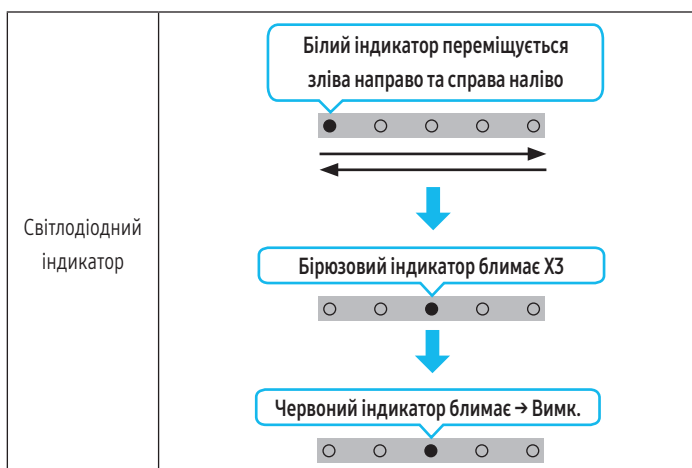 Білий індикатор переміщується
зліва направо та справа наліво
Світлодіодний
індикатор
Бірюзовий індикатор блимає X3
Червоний індикатор блимає → Вимк.